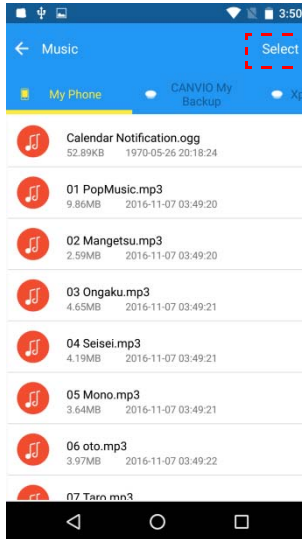 3:50
Music
Select
My Phone
CANVIO My
Backup
Xp
Calendar Notification.ogg
52.89KB 1970-05-26 20:18:24
01 PopMusic.mp3
9.86MB 2016-11-07 03:49:20
02 Mangetsu.mp3
2.59MB 2016-11-07 03:49:20
03 Ongaku.mp3
4.65MB 2016-11-07 03:49:21
04 Seisei.mp3
4.19MB 2016-11-07 03:49:21
05 Mono.mp3
3.64MB 2016-11-07 03:49:21
06 oto.mp3
3.97MB 2016-11-07 03:49:22
07 Taro.mp3